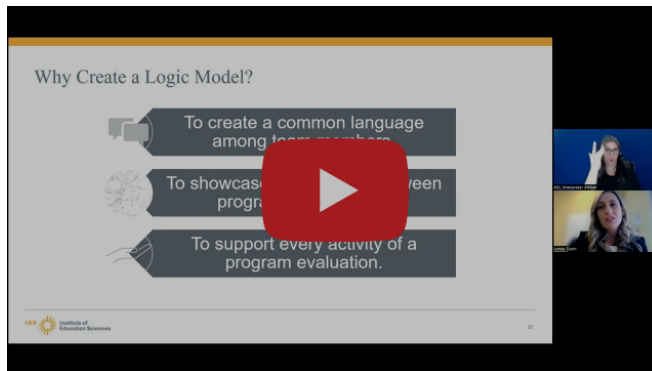 Why Create a Logic Model?
To create a common language
among team members
To showcase ween
progra
To support every activity of a
program evaluation.
IES Institute of
Education Sciences
11